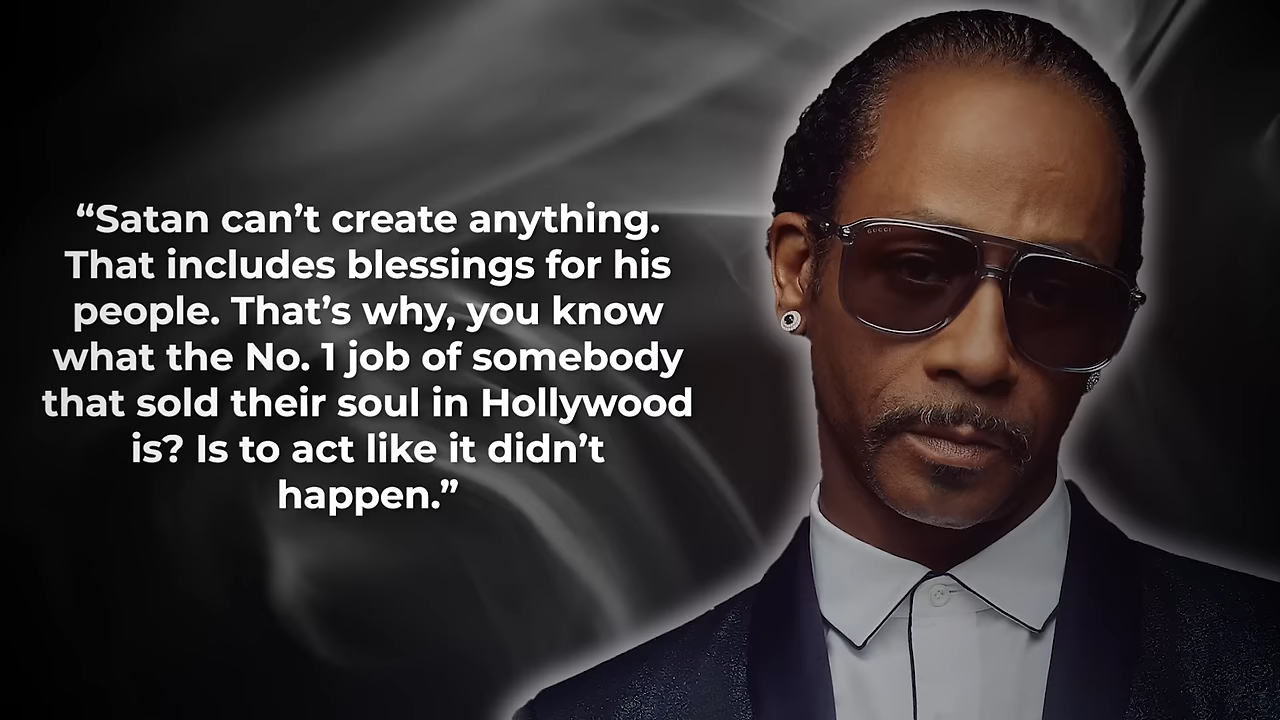 “Satan can’t create anything.
That includes blessings for his
people. That’s why, you know
what the No. 1 job of somebody
that sold their soul in Hollywood
is? Is to act like it didn’t
happen.”
GUCCI